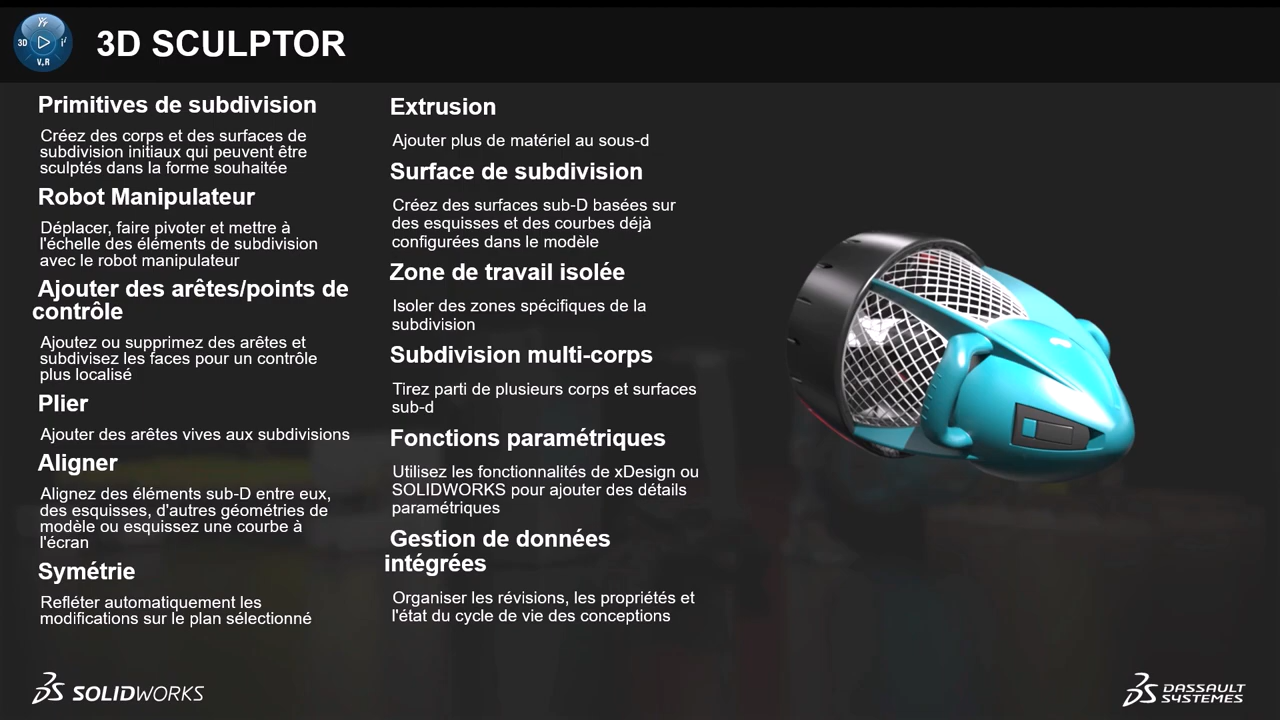 3D SCULPTOR
3D
V.R
Primitives de subdivision
Créez des corps et des surfaces de
subdivision initiaux qui peuvent être
sculptés dans la forme souhaitée
Robot Manipulateur
Déplacer, faire pivoter et mettre à
l'échelle des éléments de subdivision
avec le robot manipulateur
Ajouter des arêtes/points de
contrôle
Ajoutez ou supprimez des arêtes et
subdivisez les faces pour un contrôle
plus localisé
Plier
Ajouter des arêtes vives aux subdivisions
Aligner
Alignez des éléments sub-D entre eux,
des esquisses, d'autres géométries de
modèle ou esquissez une courbe à
l'écran
Symétrie
Refléter automatiquement les
modifications sur le plan sélectionné
Extrusion
Ajouter plus de matériel au sous-d
Surface de subdivision
Créez des surfaces sub-D basées sur
des esquisses et des courbes déjà
configurées dans le modèle
Zone de travail isolée
Isoler des zones spécifiques de la
subdivision
Subdivision multi-corps
Tirez parti de plusieurs corps et surfaces
sub-d
Fonctions paramétriques
Utilisez les fonctionnalités de xDesign ou
SOLIDWORKS pour ajouter des détails
paramétriques
Gestion de données
intégrées
Organiser les révisions, les propriétés et
l'état du cycle de vie des conceptions
SOLIDWORKS
DASSAULT
SYSTEMES